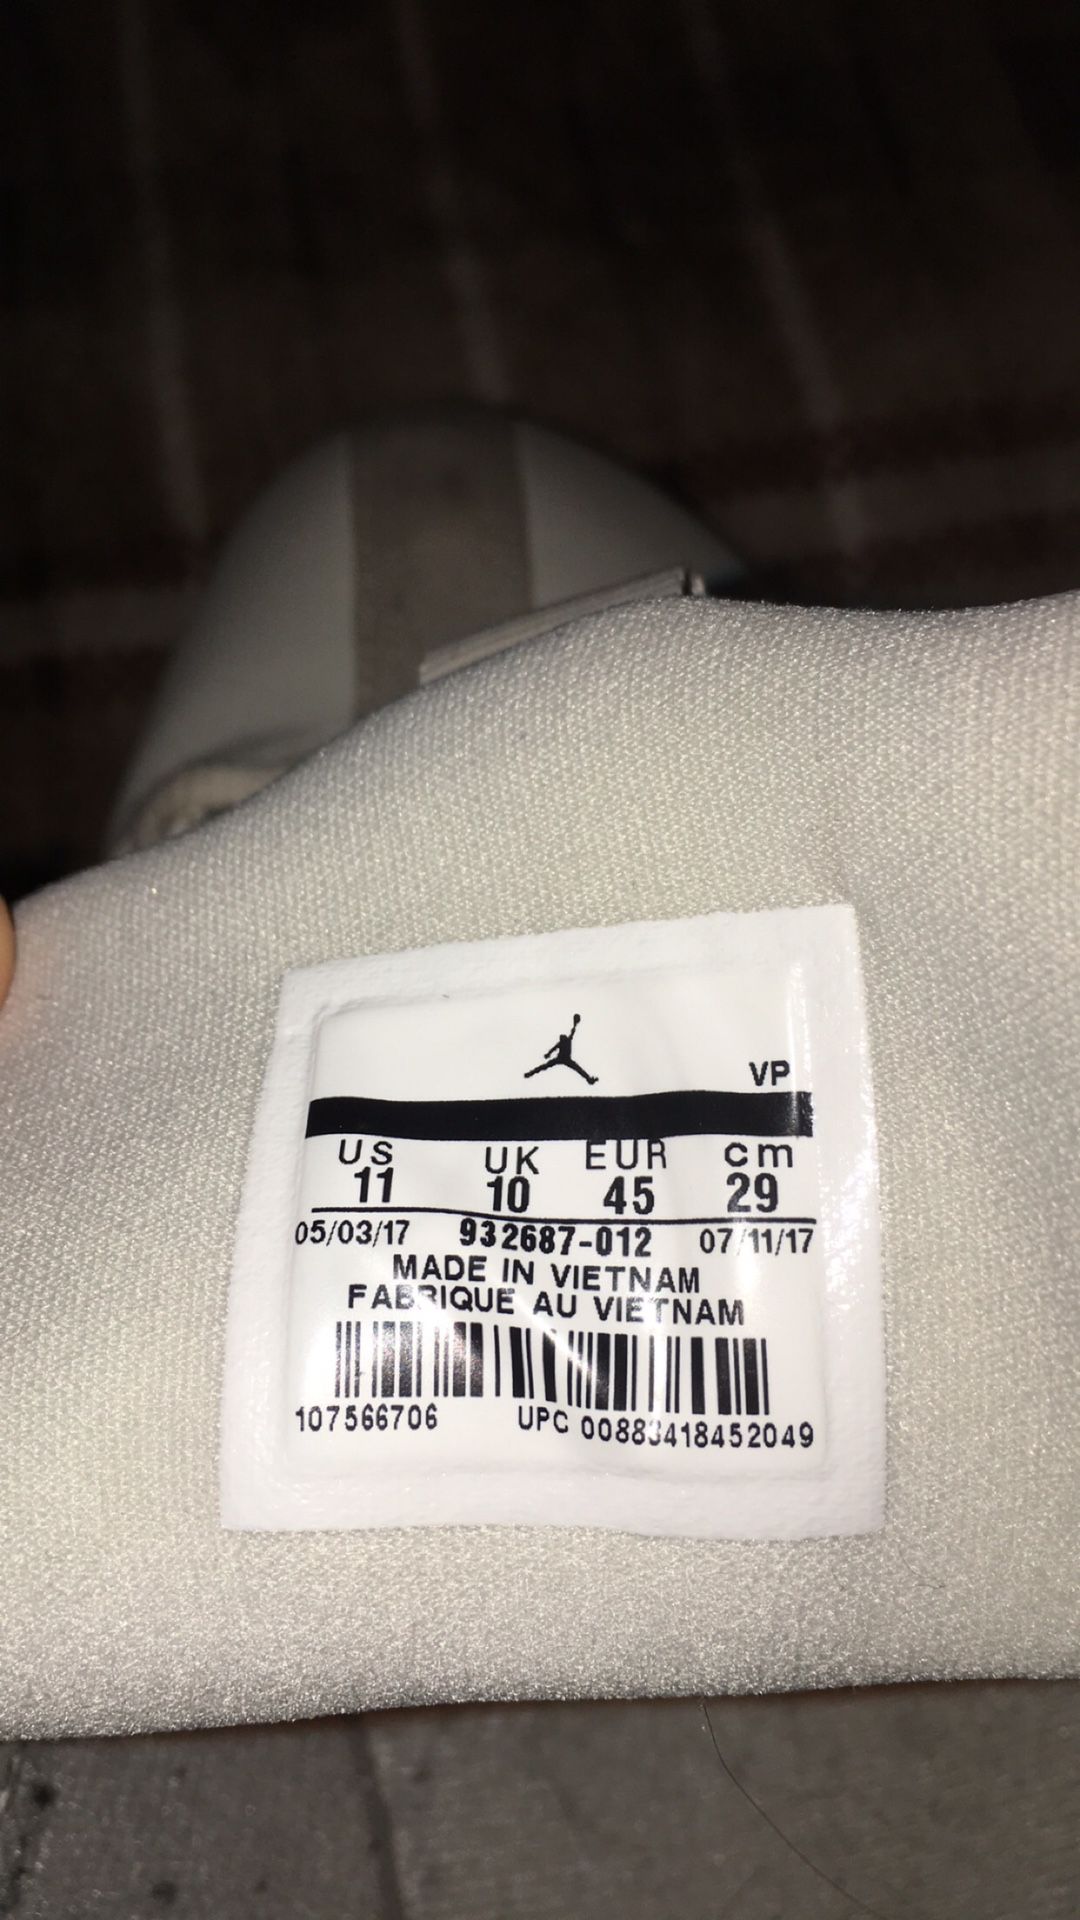 VP
US UK EUR cm
11 10 45 29
05/03/17 932687-012 07/11/17
MADE IN VIETNAM
FABRIQUE AU VIETNAM
107566706 UPC 00883418452049